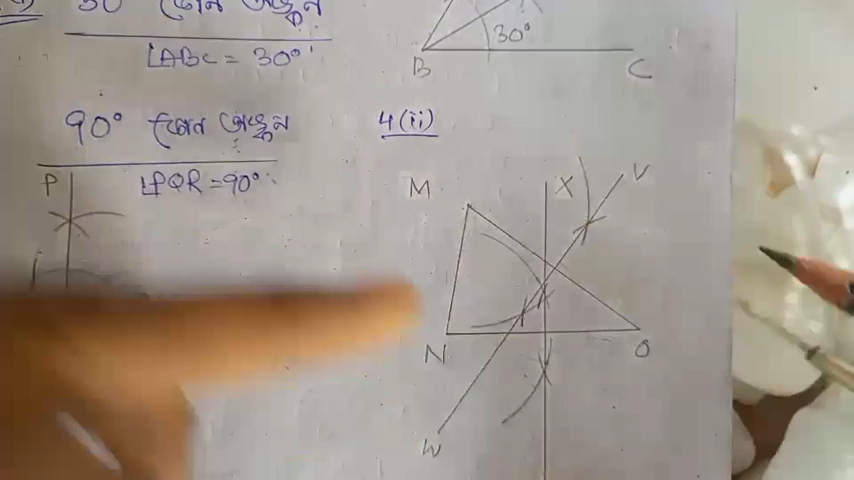 30° কোন অঙ্কন
∠ABC = 30°
30°
B C
90° কোন অঙ্কন
4(ii)
P
∠PQR = 90°
M X V
N O
W